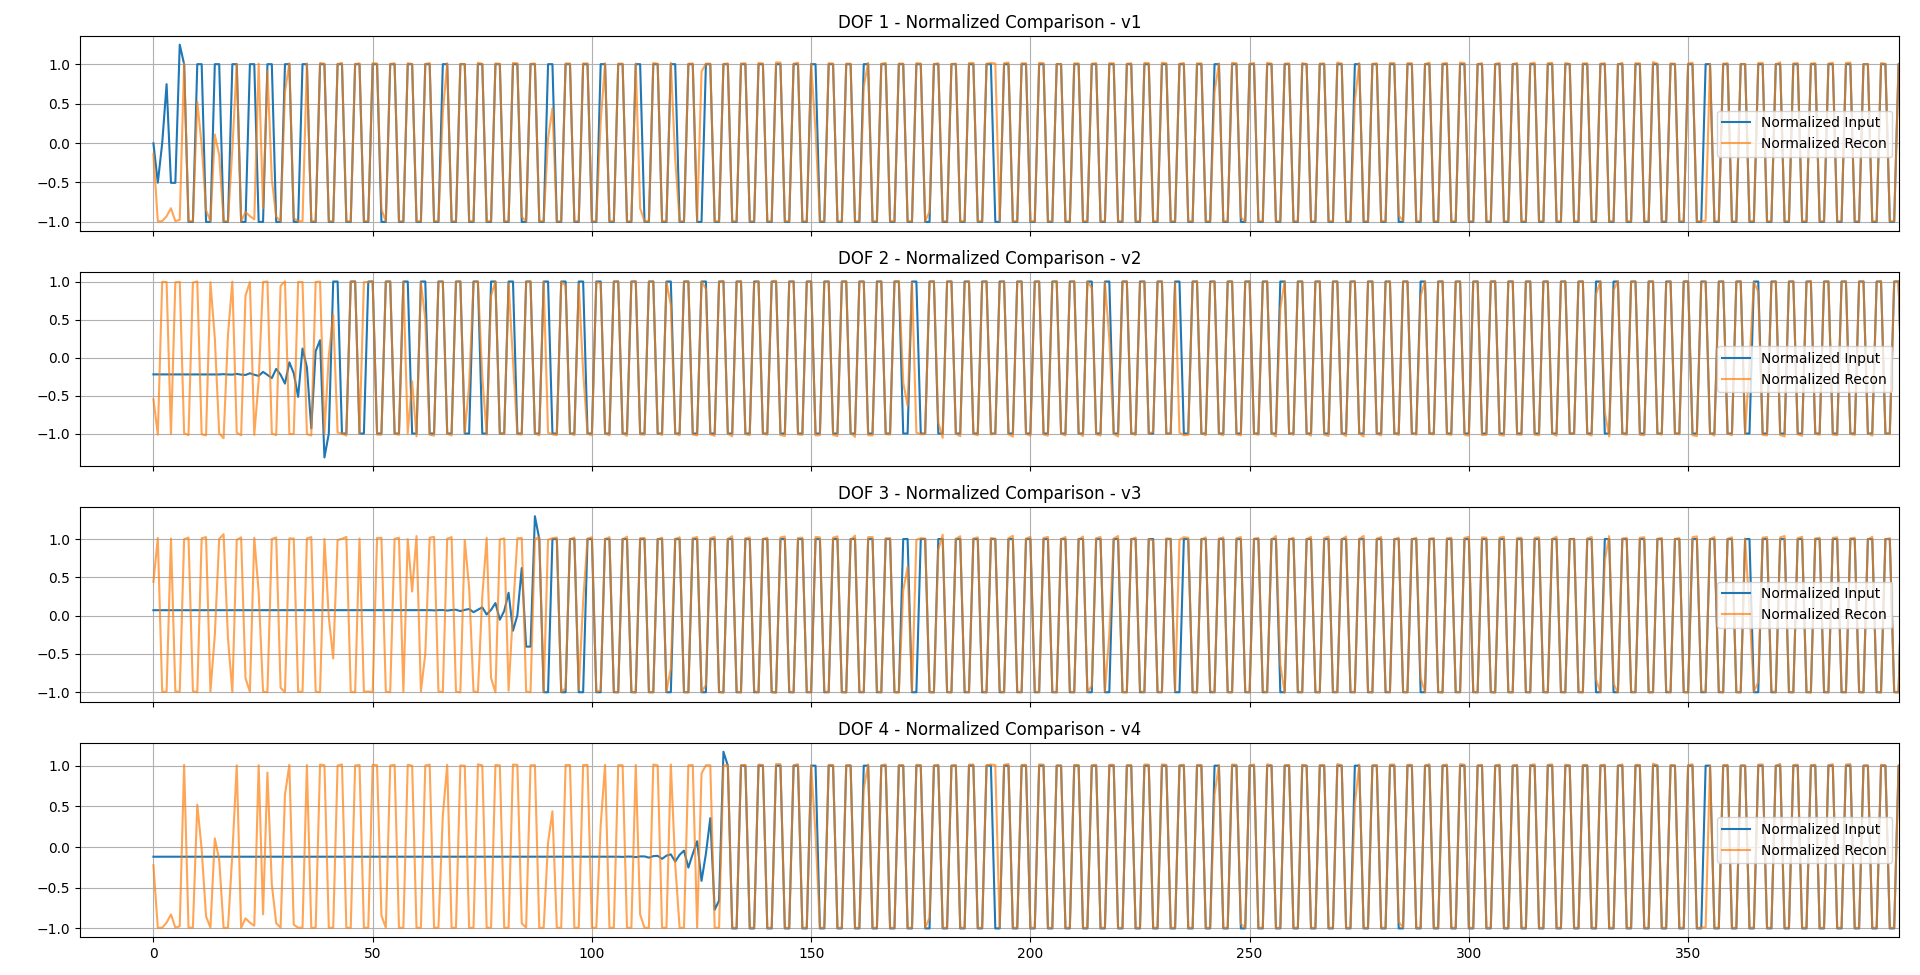 DOF 1 - Normalized Comparison - v1
1.0
0.5
0.0
−0.5
−1.0
Normalized Input
Normalized Recon
DOF 2 - Normalized Comparison - v2
1.0
0.5
0.0
−0.5
−1.0
Normalized Input
Normalized Recon
DOF 3 - Normalized Comparison - v3
1.0
0.5
0.0
−0.5
−1.0
Normalized Input
Normalized Recon
DOF 4 - Normalized Comparison - v4
1.0
0.5
0.0
−0.5
−1.0
Normalized Input
Normalized Recon
0 50 100 150 200 250 300 350